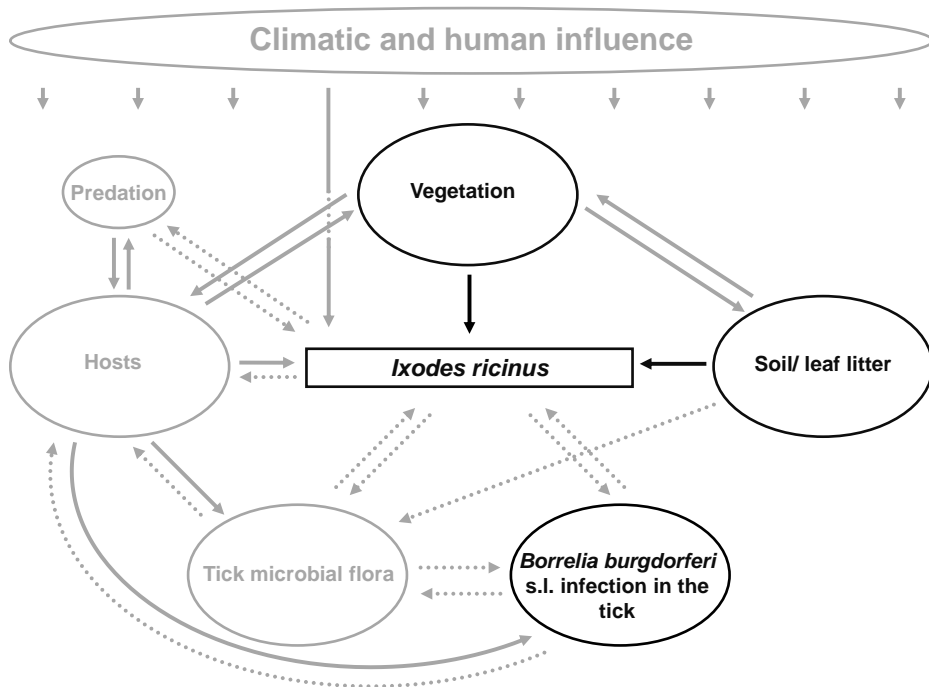 Climatic and human influence
Predation
Vegetation
Hosts
Ixodes ricinus
Soil/ leaf litter
Tick microbial flora
Borrelia burgdorferi
s.l. infection in the
tick